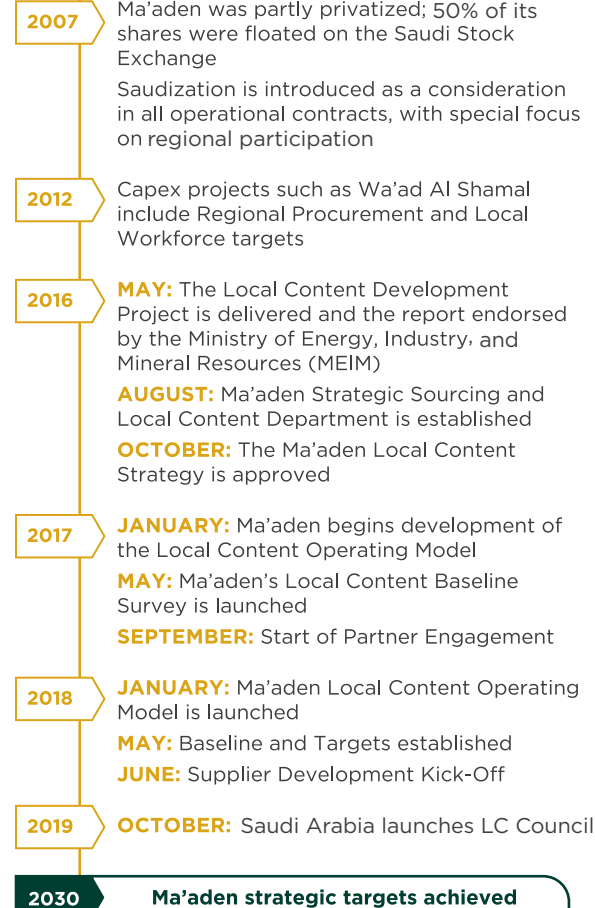 2007
Ma'aden was partly privatized; 50% of its
shares were floated on the Saudi Stock
Exchange
Saudization is introduced as a consideration
in all operational contracts, with special focus
on regional participation
2012
Capex projects such as Wa'ad Al Shamal
include Regional Procurement and Local
Workforce targets
2016
MAY: The Local Content Development
Project is delivered and the report endorsed
by the Ministry of Energy, Industry, and
Mineral Resources (MEIM)
AUGUST: Ma'aden Strategic Sourcing and
Local Content Department is established
OCTOBER: The Ma'aden Local Content
Strategy is approved
2017
JANUARY: Ma'aden begins development of
the Local Content Operating Model
MAY: Ma'aden's Local Content Baseline
Survey is launched
SEPTEMBER: Start of Partner Engagement
2018
JANUARY: Ma'aden Local Content Operating
Model is launched
MAY: Baseline and Targets established
JUNE: Supplier Development Kick-Off
2019
OCTOBER: Saudi Arabia launches LC Council
2030
Ma'aden strategic targets achieved